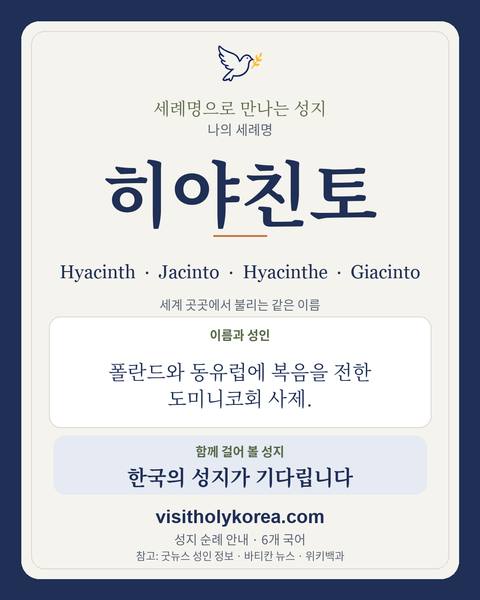 세례명으로 만나는 성지
나의 세례명
히야친토
Hyacinth · Jacinto · Hyacinthe · Giacinto
세계 곳곳에서 불리는 같은 이름
이름과 성인
폴란드와 동유럽에 복음을 전한
도미니코회 사제.
함께 걸어 볼 성지
한국의 성지가 기다립니다
visitholykorea.com
성지 순례 안내 · 6개 국어
참고: 굿뉴스 성인 정보 · 바티칸 뉴스 · 위키백과